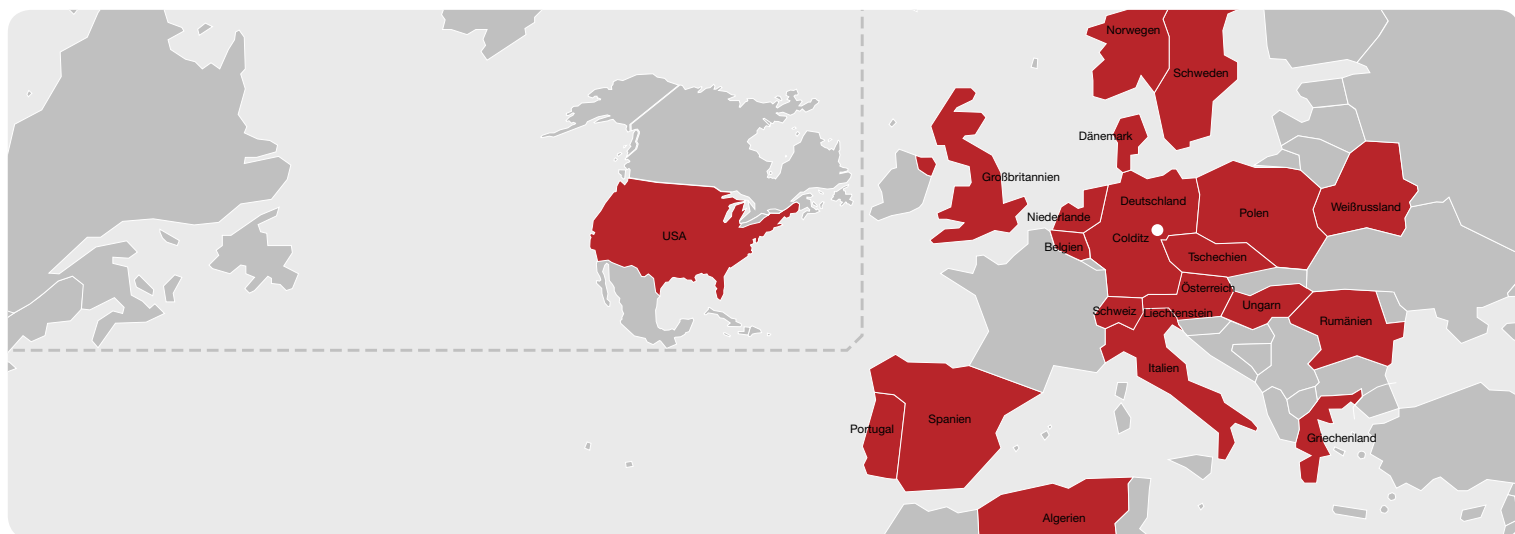 Norwegen
Schweden
Dänemark
Großbritannien
Deutschland
Niederlande
Polen
Weißrussland
USA
Colditz
Belgien
Tschechien
Österreich
Ungarn
Schweiz
Liechtenstein
Rumänien
Italien
Spanien
Portugal
Griechenland
Algerien